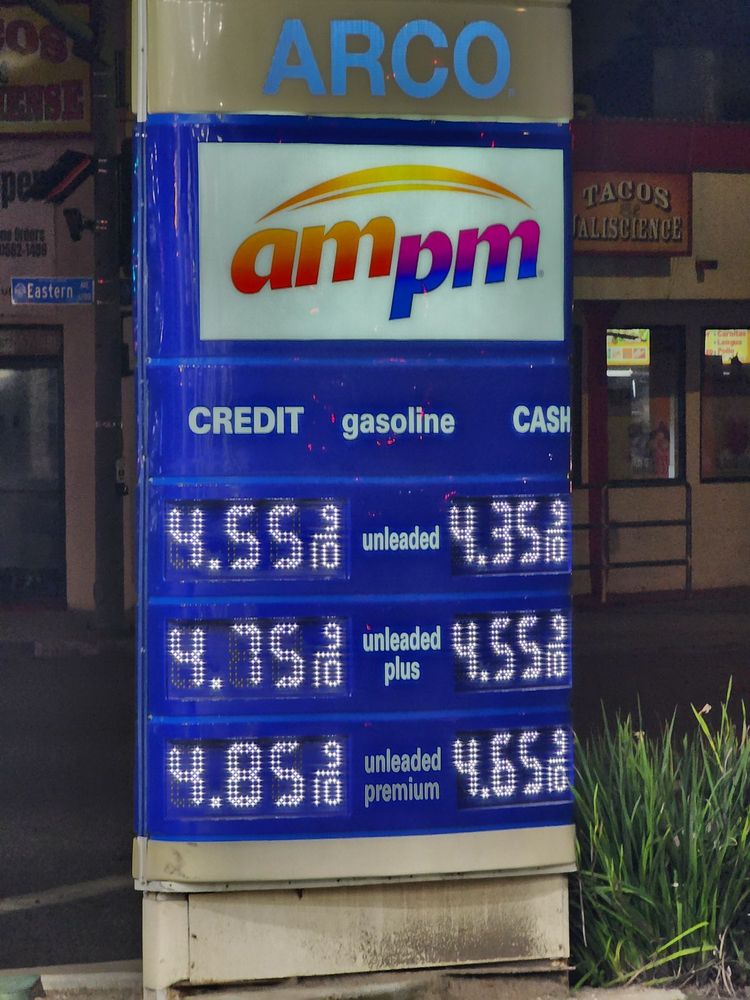 ARCO
ampm
TACOS
JALISCIENCE
Eastern
CREDIT gasoline CASH
4.55 9/10 unleaded 4.35 9/10
4.75 9/10 unleaded plus 4.55 9/10
4.85 9/10 unleaded premium 4.65 9/10